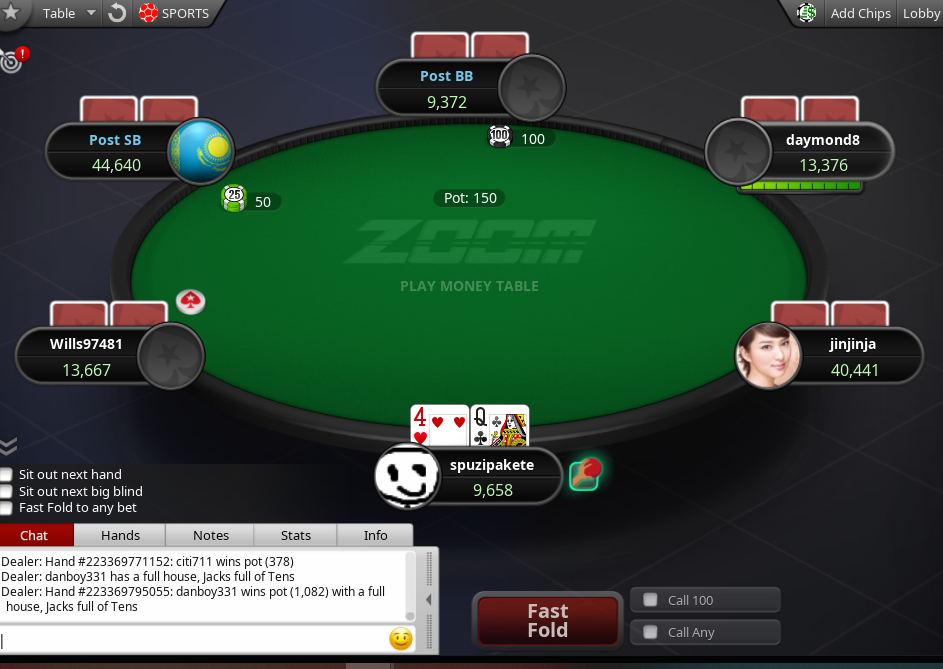 Table
SPORTS
Add Chips
Lobby
!
Post BB
9,372
Post SB
44,640
daymond8
13,376
100
100
25
50
Pot: 150
ZOOM
PLAY MONEY TABLE
Wills97481
13,667
jinjinja
40,441
4
Q
spuzipakete
9,658
Sit out next hand
Sit out next big blind
Fast Fold to any bet
Chat
Hands
Notes
Stats
Info
Dealer: Hand #223369771152: citi711 wins pot (378)
Dealer: danboy331 has a full house, Jacks full of Tens
Dealer: Hand #223369795055: danboy331 wins pot (1,082) with a full
house, Jacks full of Tens
Fast
Fold
Call 100
Call Any